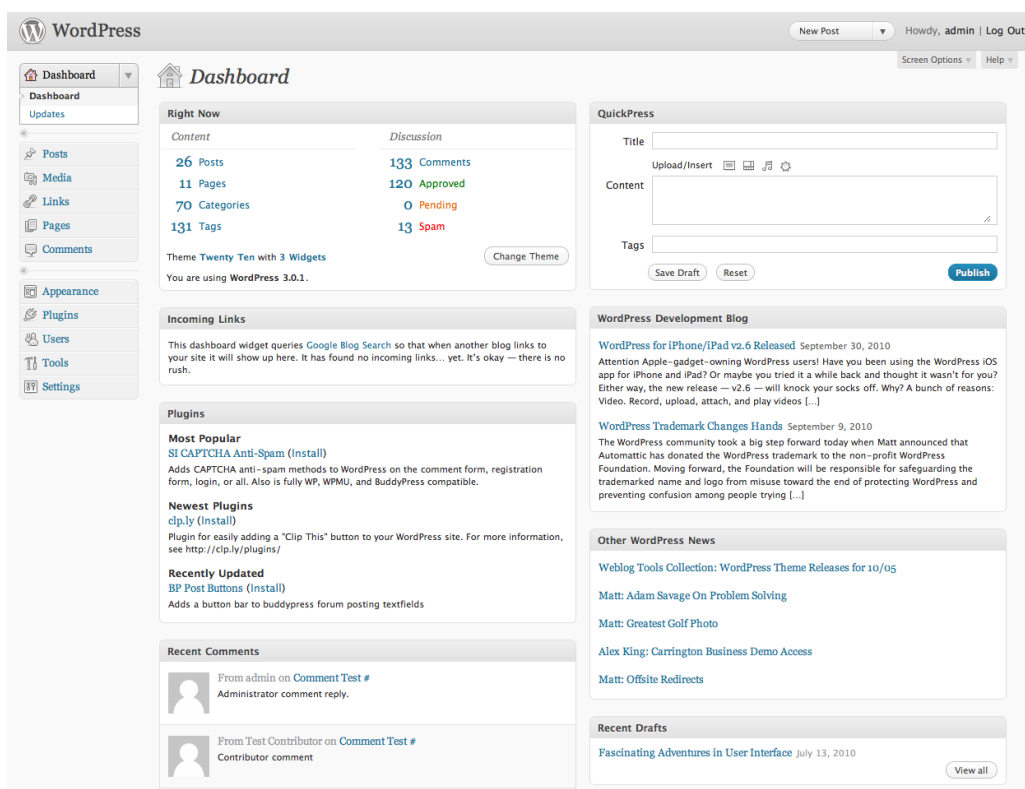 WordPress
New Post
Howdy, admin | Log Out
Screen Options
Help
Dashboard
Dashboard
Updates
Posts
Media
Links
Pages
Comments
Appearance
Plugins
Users
Tools
Settings
Dashboard
Right Now
Content
Discussion
26 Posts
133 Comments
11 Pages
120 Approved
70 Categories
0 Pending
131 Tags
13 Spam
Theme Twenty Ten with 3 Widgets
Change Theme
You are using WordPress 3.0.1.
Incoming Links
This dashboard widget queries Google Blog Search so that when another blog links to
your site it will show up here. It has found no incoming links… yet. It's okay — there is no
rush.
Plugins
Most Popular
SI CAPTCHA Anti-Spam (Install)
Adds CAPTCHA anti-spam methods to WordPress on the comment form, registration
form, login, or all. Also is fully WP, WPMU, and BuddyPress compatible.
Newest Plugins
clp.ly (Install)
Plugin for easily adding a "Clip This" button to your WordPress site. For more information,
see http://clp.ly/plugins/
Recently Updated
BP Post Buttons (Install)
Adds a button bar to buddypress forum posting textfields
Recent Comments
From admin on Comment Test #
Administrator comment reply.
From Test Contributor on Comment Test #
Contributor comment
QuickPress
Title
Upload/Insert
Content
Tags
Save Draft
Reset
Publish
WordPress Development Blog
WordPress for iPhone/iPad v2.6 Released September 30, 2010
Attention Apple-gadget-owning WordPress users! Have you been using the WordPress iOS
app for iPhone and iPad? Or maybe you tried it a while back and thought it wasn't for you?
Either way, the new release — v2.6 — will knock your socks off. Why? A bunch of reasons:
Video. Record, upload, attach, and play videos […]
WordPress Trademark Changes Hands September 9, 2010
The WordPress community took a big step forward today when Matt announced that
Automattic has donated the WordPress trademark to the non-profit WordPress
Foundation. Moving forward, the Foundation will be responsible for safeguarding the
trademarked name and logo from misuse toward the end of protecting WordPress and
preventing confusion among people trying […]
Other WordPress News
Weblog Tools Collection: WordPress Theme Releases for 10/05
Matt: Adam Savage On Problem Solving
Matt: Greatest Golf Photo
Alex King: Carrington Business Demo Access
Matt: Offsite Redirects
Recent Drafts
Fascinating Adventures in User Interface July 13, 2010
View all